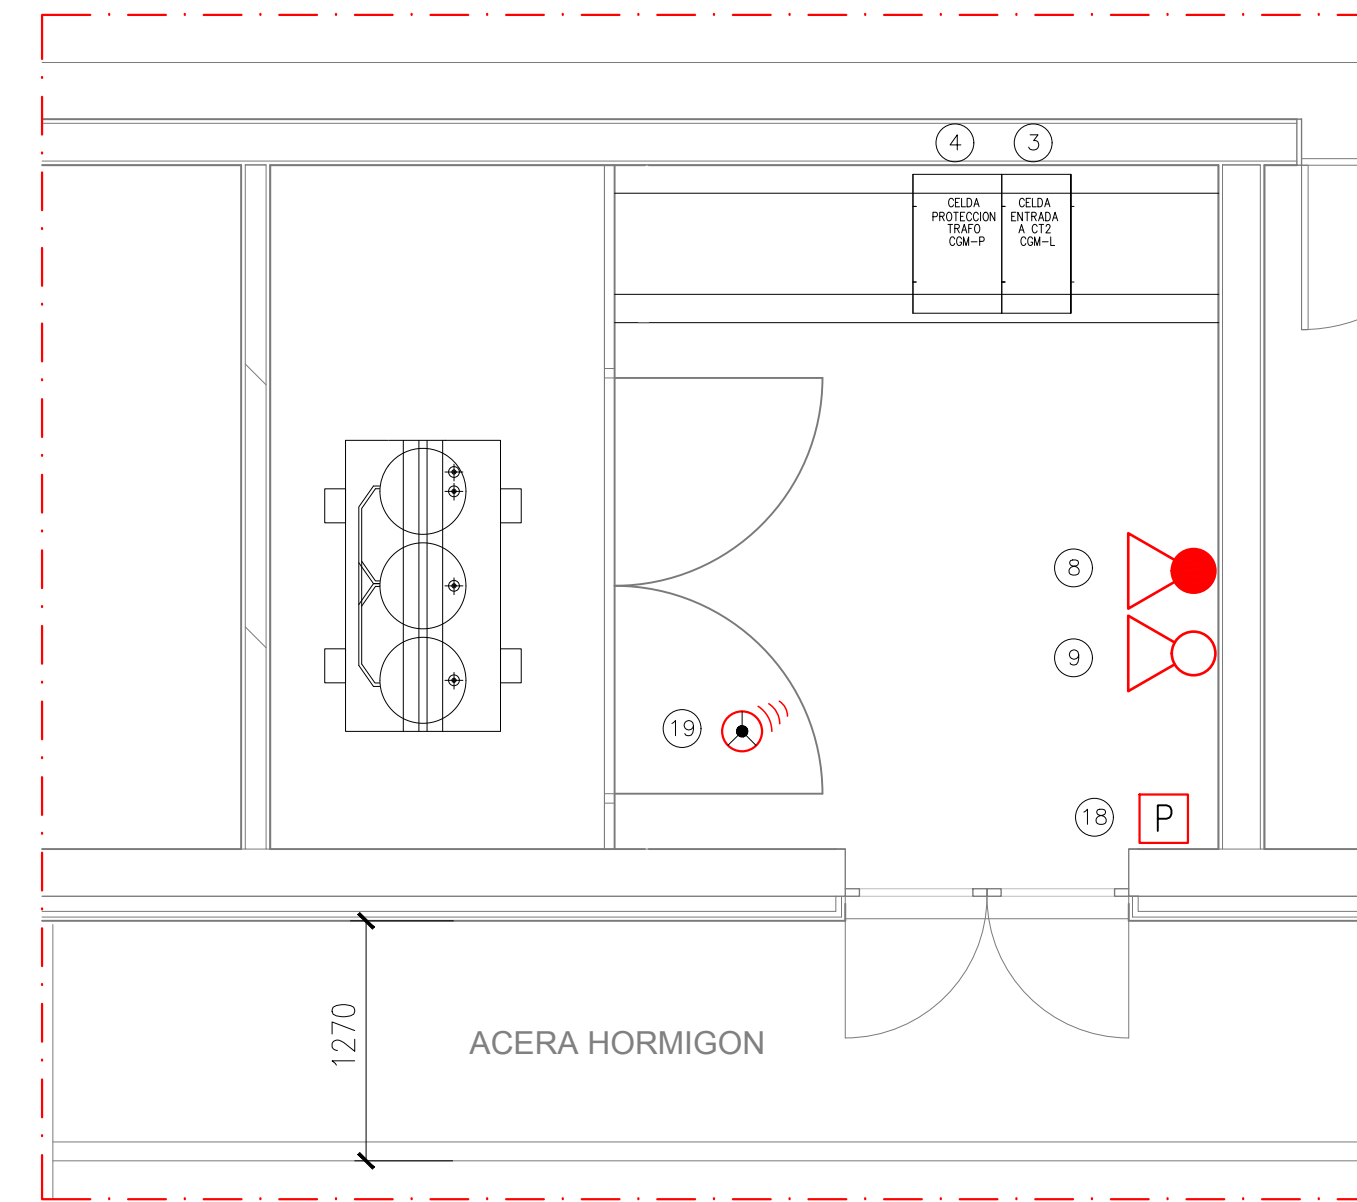 4
3
CELDA
PROTECCION
TRAFO
CGM-P
CELDA
ENTRADA
A CT2
CGM-L
8
9
19
18
P
1270
ACERA HORMIGON